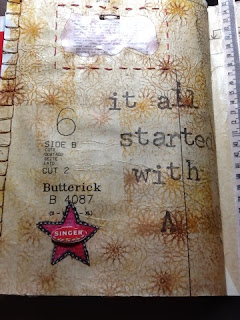 it all
started
with
A
6
SIDE B
CUT 2
Butterick
B 4087
SINGER